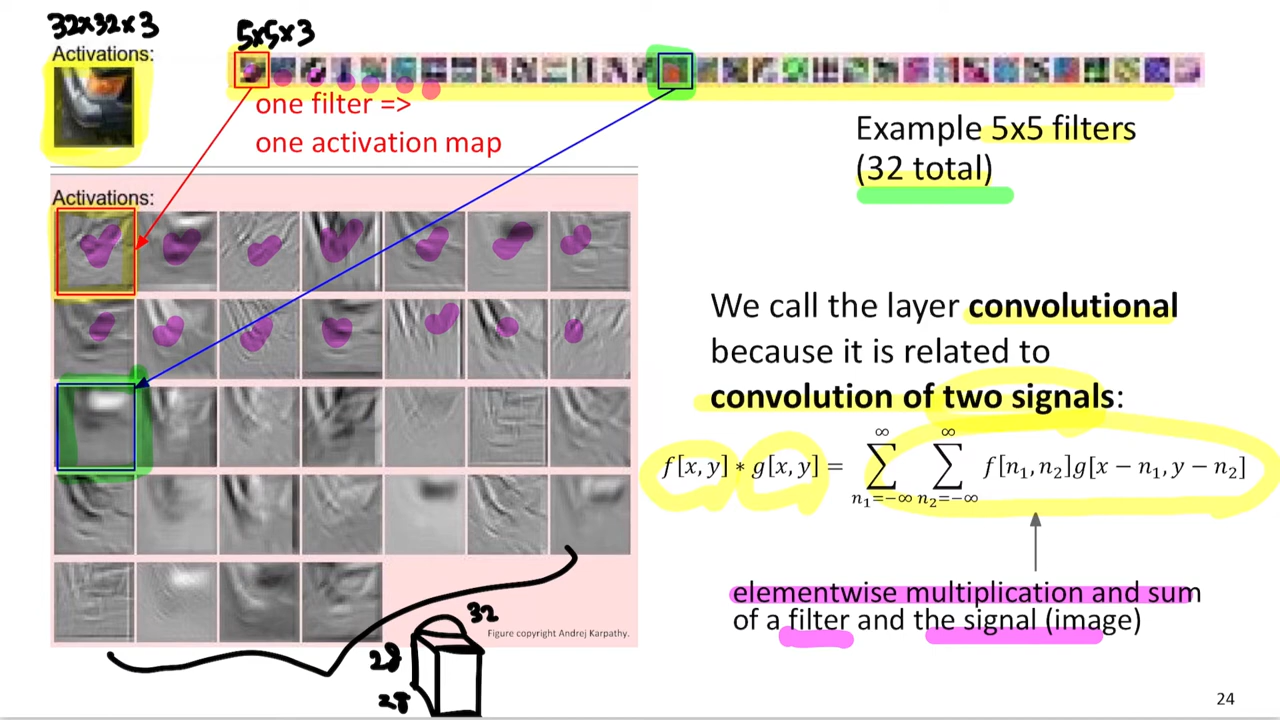 32x32x3
Activations:
5x5x3
one filter =>
one activation map
Example 5x5 filters
(32 total)
Activations:
We call the layer convolutional
because it is related to
convolution of two signals:
f[x, y] ∗ g[x, y] = ∑_{n₁=−∞}^{∞} ∑_{n₂=−∞}^{∞} f[n₁, n₂]g[x − n₁, y − n₂]
elementwise multiplication and sum
of a filter and the signal (image)
32
28
28
Figure copyright Andrej Karpathy.
24